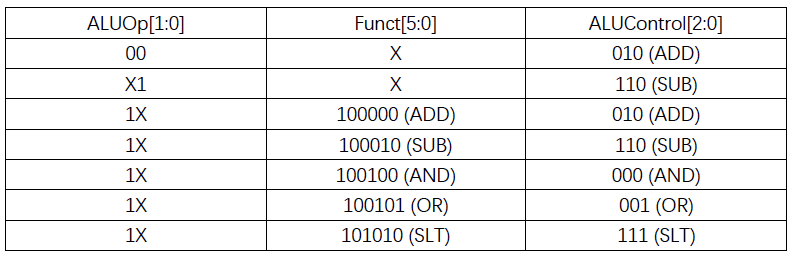 ALUOp[1:0] Funct[5:0] ALUControl[2:0]
00 X 010 (ADD)
X1 X 110 (SUB)
1X 100000 (ADD) 010 (ADD)
1X 100010 (SUB) 110 (SUB)
1X 100100 (AND) 000 (AND)
1X 100101 (OR) 001 (OR)
1X 101010 (SLT) 111 (SLT)